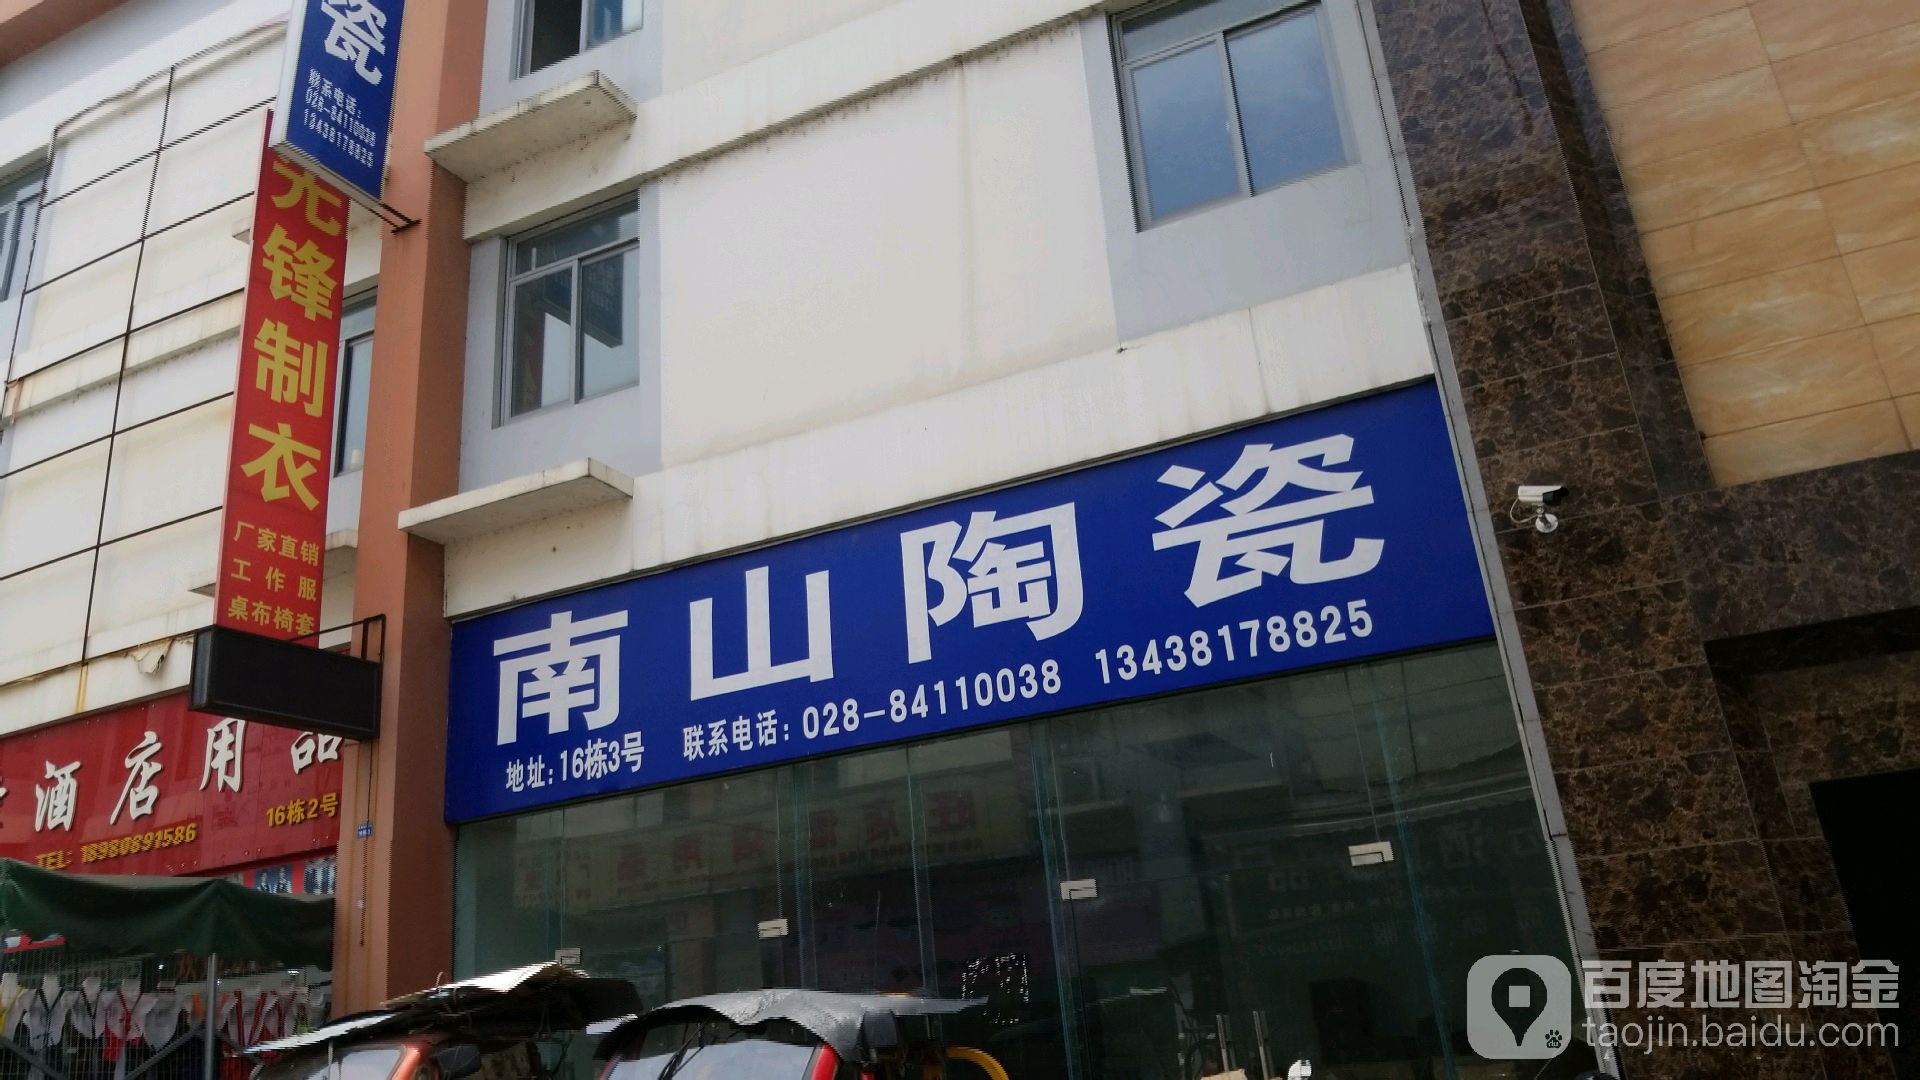 瓷
联系电话：
028-84110038
13438178825
先锋制衣
厂家直销
工作服
桌布椅套
酒店用品
16栋2号
TEL: 18980891586
南山陶瓷
地址：16栋3号 联系电话：028-84110038 13438178825
百度地图淘金
taojin.baidu.com